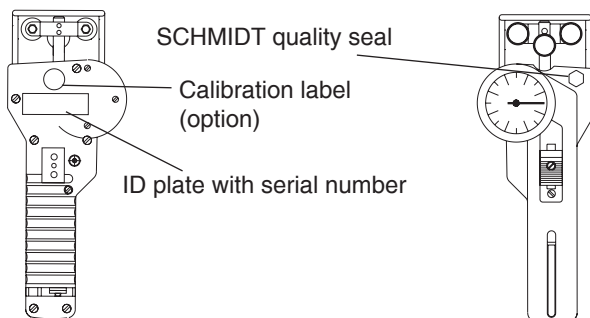 SCHMIDT quality seal
Calibration label
(option)
ID plate with serial number